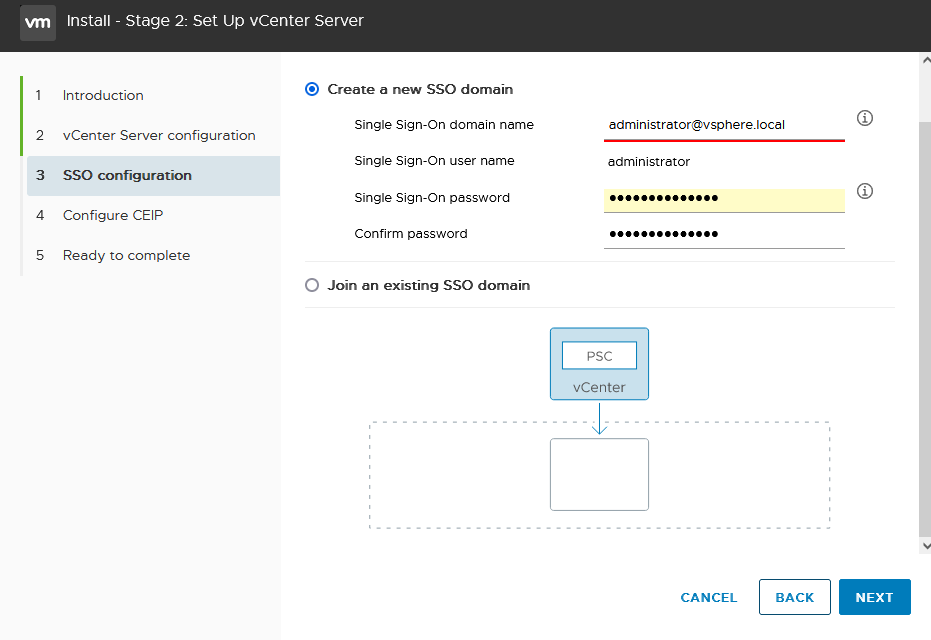 vm Install - Stage 2: Set Up vCenter Server
1 Introduction
2 vCenter Server configuration
3 SSO configuration
4 Configure CEIP
5 Ready to complete
Create a new SSO domain
Single Sign-On domain name administrator@vsphere.local
Single Sign-On user name administrator
Single Sign-On password ••••••••••••••
Confirm password ••••••••••••••
Join an existing SSO domain
PSC
vCenter
CANCEL BACK NEXT